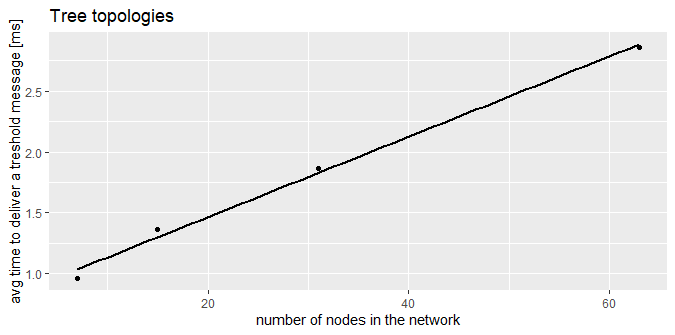 Tree topologies
avg time to deliver a treshold message [ms]
2.5
2.0
1.5
1.0
20 40 60
number of nodes in the network